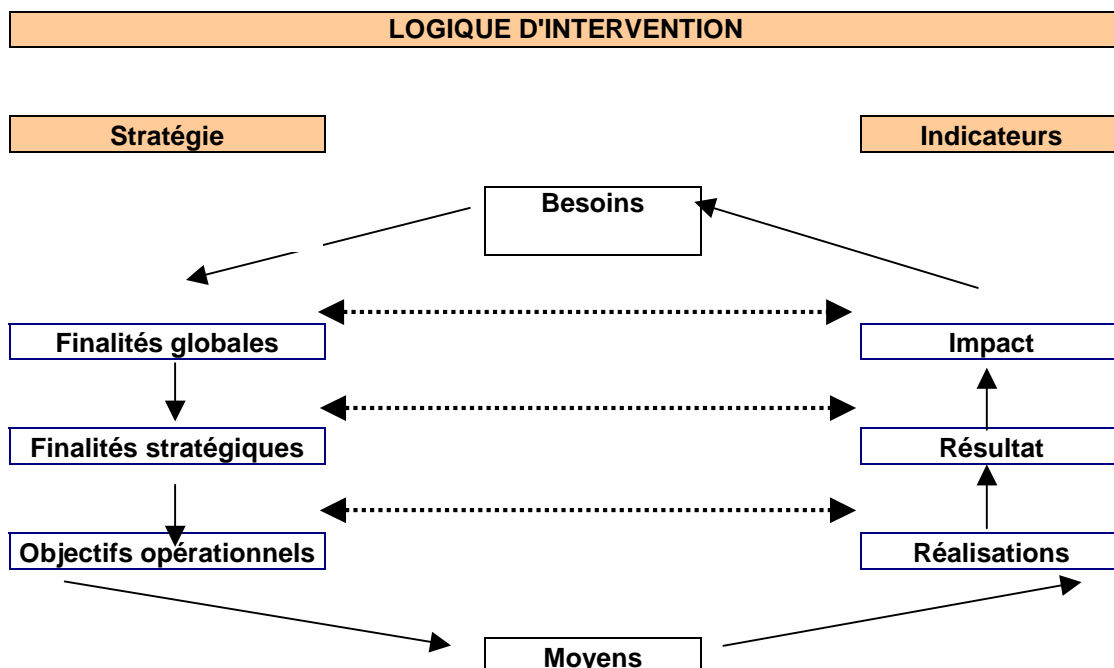 LOGIQUE D'INTERVENTION
Stratégie
Indicateurs
Besoins
Finalités globales
Impact
Finalités stratégiques
Résultat
Objectifs opérationnels
Réalisations
Moyens